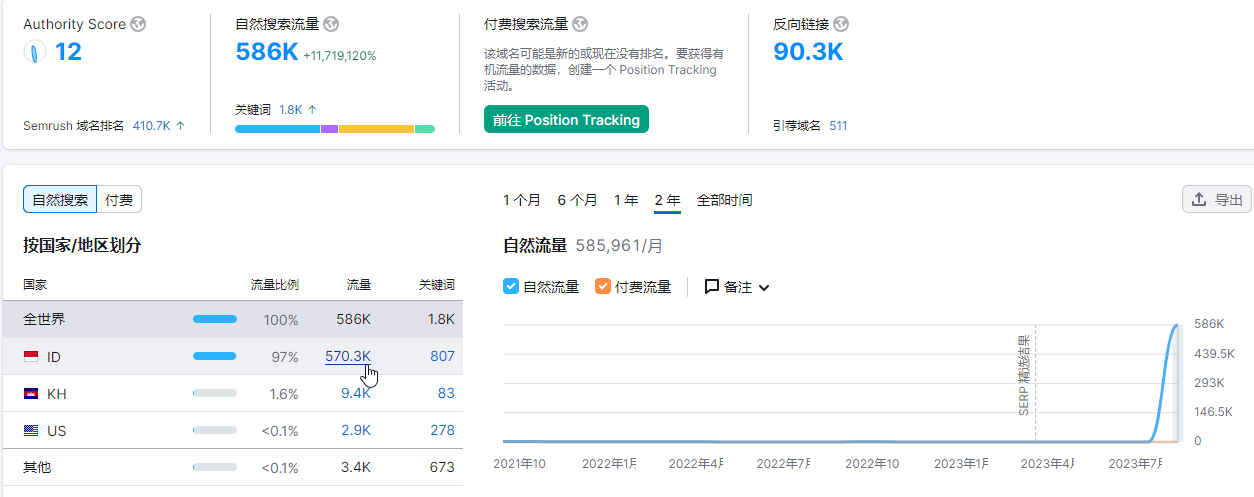 Authority Score
12
Semrush 域名排名 410.7K ↑
自然搜索流量
586K +11,719,120%
关键词 1.8K ↑
付费搜索流量
该域名可能是新的或现在没有排名。要获得有
机流量的数据，创建一个 Position Tracking
活动。
前往 Position Tracking
反向链接
90.3K
引荐域名 511
自然搜索 付费
按国家/地区划分
国家 流量比例 流量 关键词
全世界 100% 586K 1.8K
ID 97% 570.3K 807
KH 1.6% 9.4K 83
US <0.1% 2.9K 278
其他 <0.1% 3.4K 673
1 个月 6 个月 1 年 2 年 全部时间
导出
自然流量 585,961/月
自然流量 付费流量 备注
SERP 精选结果
586K
439.5K
293K
146.5K
0
2021年10 2022年1月 2022年4月 2022年7月 2022年10 2023年1月 2023年4月 2023年7月